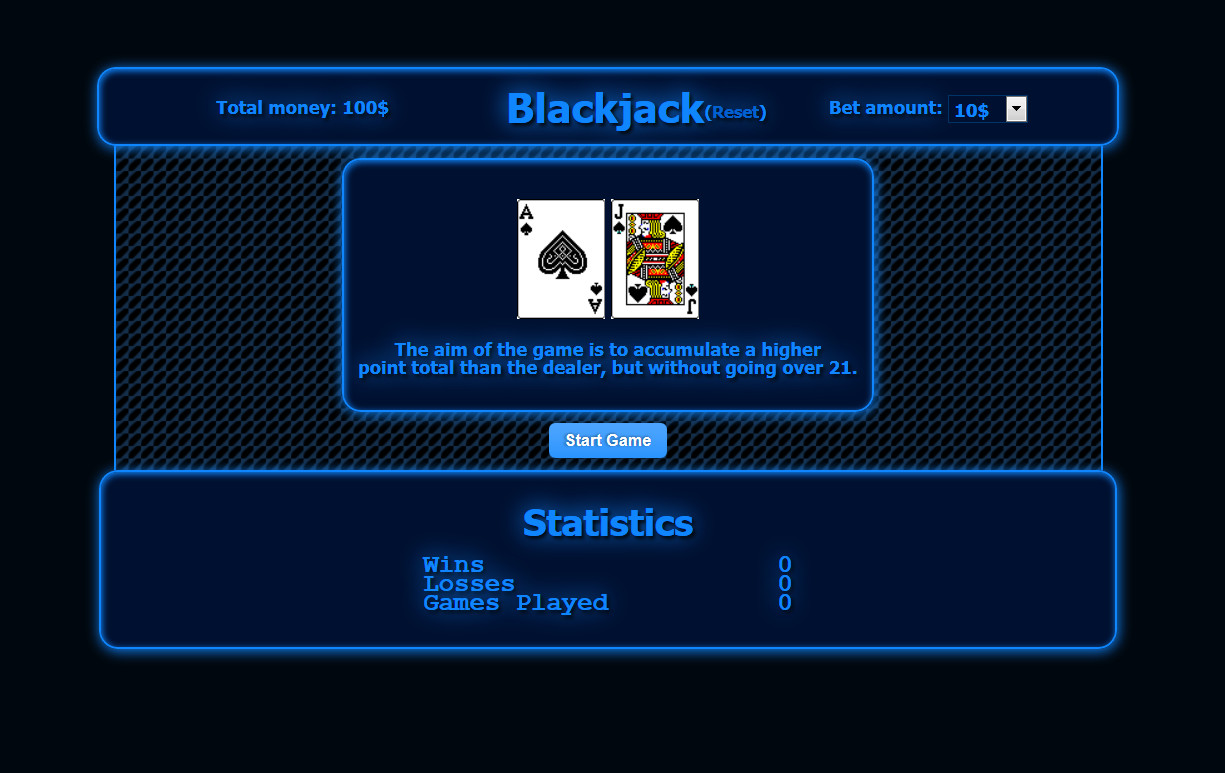 Total money: 100$ Blackjack(Reset) Bet amount: 10$
A J
A J
The aim of the game is to accumulate a higher
point total than the dealer, but without going over 21.
Start Game
Statistics
Wins 0
Losses 0
Games Played 0